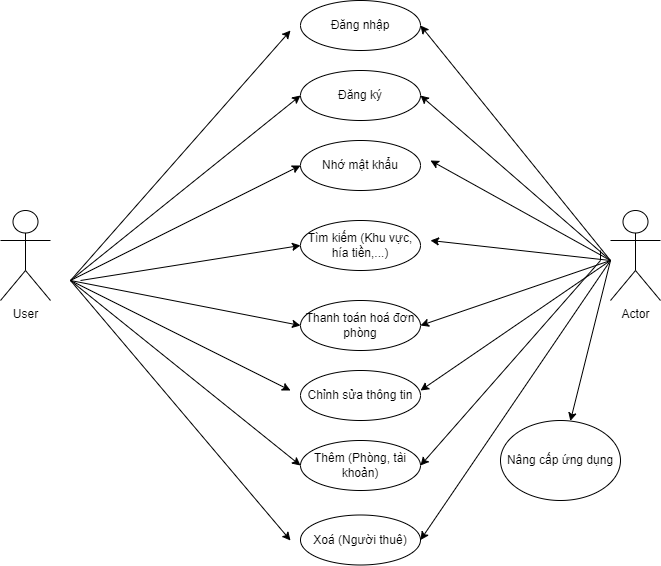 Đăng nhập
Đăng ký
Nhớ mật khẩu
Tìm kiếm (Khu vực,
hía tiền,...)
User
Actor
Thanh toán hoá đơn
phòng
Chỉnh sửa thông tin
Thêm (Phòng, tài
khoản)
Nâng cấp ứng dụng
Xoá (Người thuê)